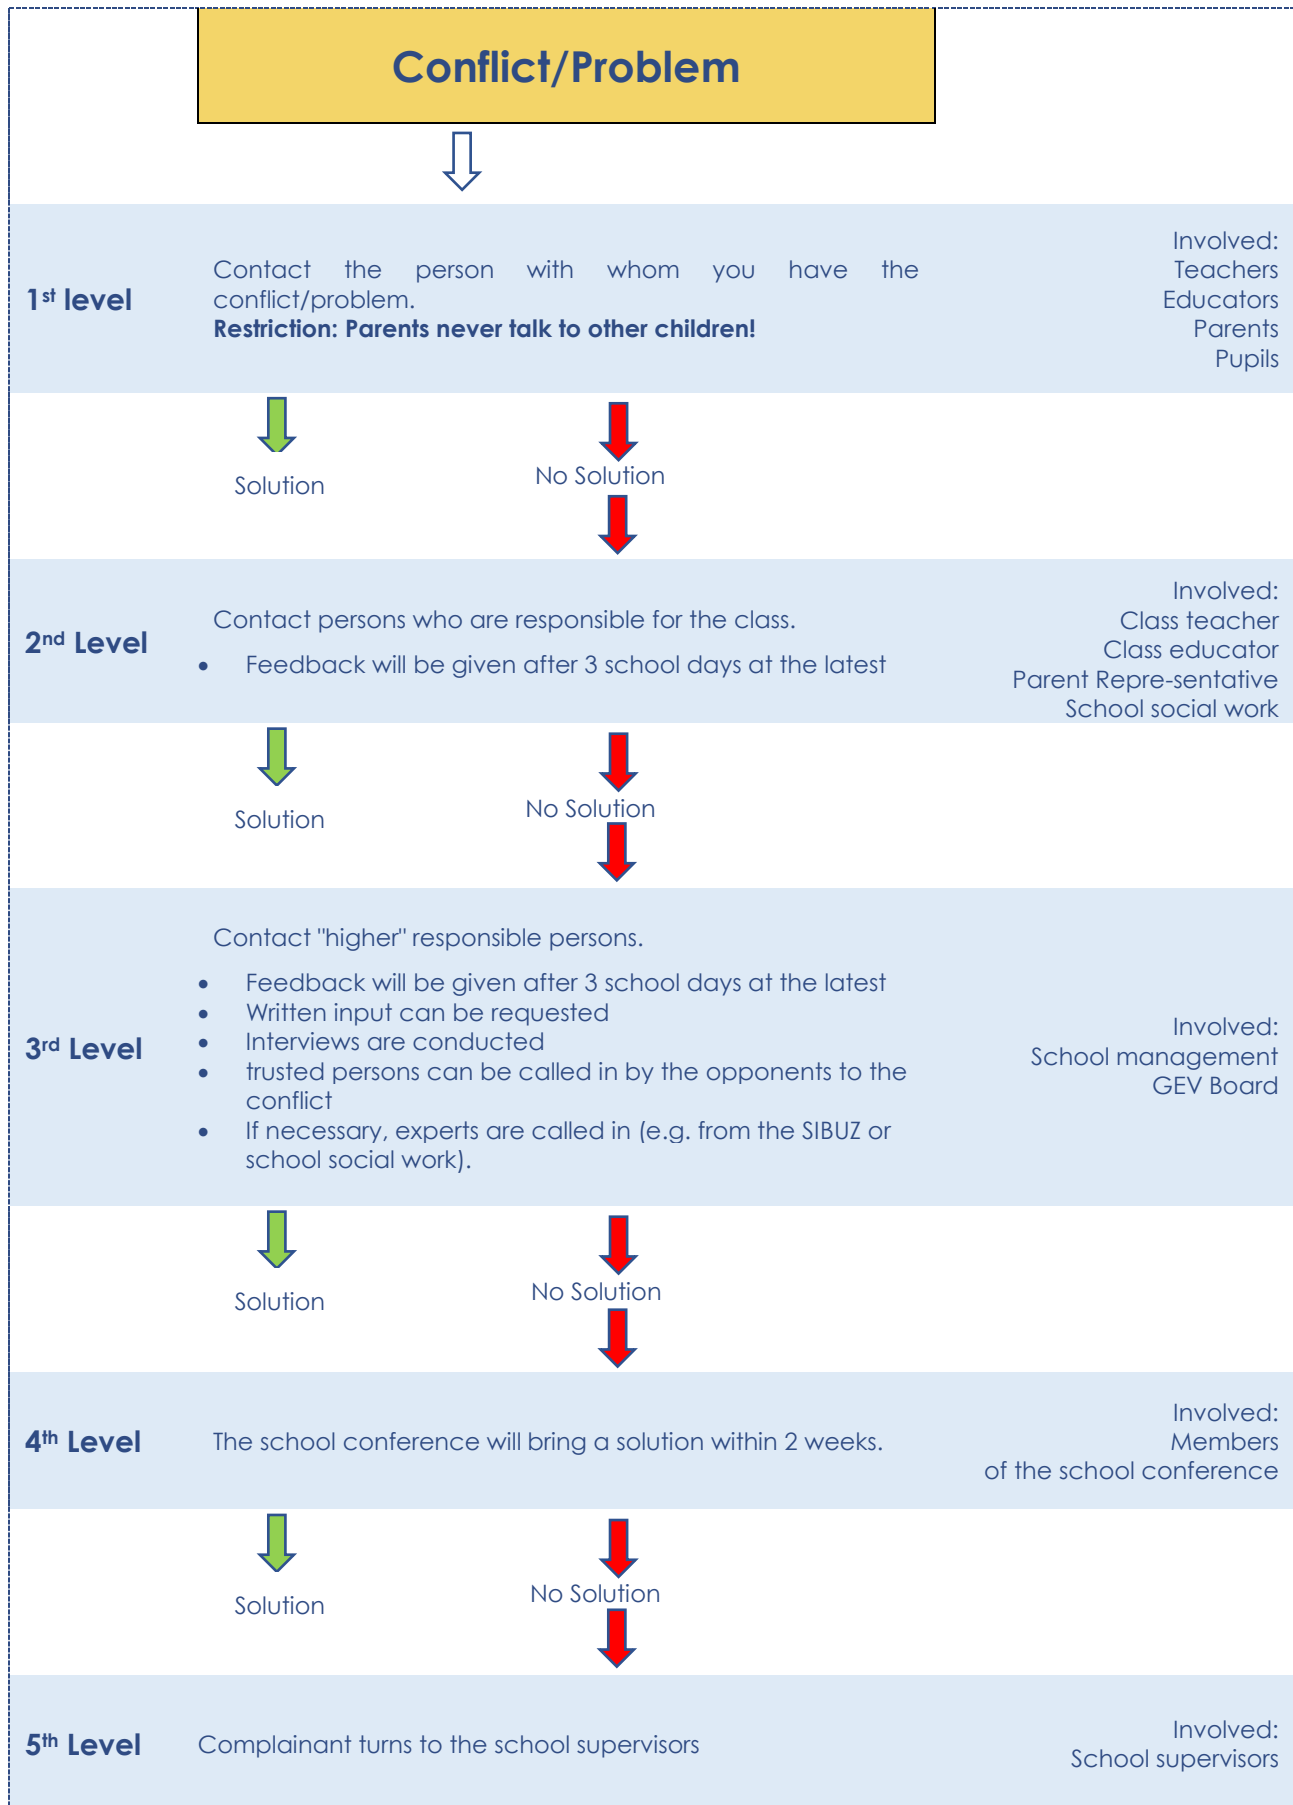 Conflict/Problem
1st level
Contact the person with whom you have the
conflict/problem.
Restriction: Parents never talk to other children!
Involved:
Teachers
Educators
Parents
Pupils
Solution
No Solution
2nd Level
Contact persons who are responsible for the class.
• Feedback will be given after 3 school days at the latest
Involved:
Class teacher
Class educator
Parent Repre-sentative
School social work
Solution
No Solution
3rd Level
Contact "higher" responsible persons.
• Feedback will be given after 3 school days at the latest
• Written input can be requested
• Interviews are conducted
• trusted persons can be called in by the opponents to the
conflict
• If necessary, experts are called in (e.g. from the SIBUZ or
school social work).
Involved:
School management
GEV Board
Solution
No Solution
4th Level
The school conference will bring a solution within 2 weeks.
Involved:
Members
of the school conference
Solution
No Solution
5th Level
Complainant turns to the school supervisors
Involved:
School supervisors